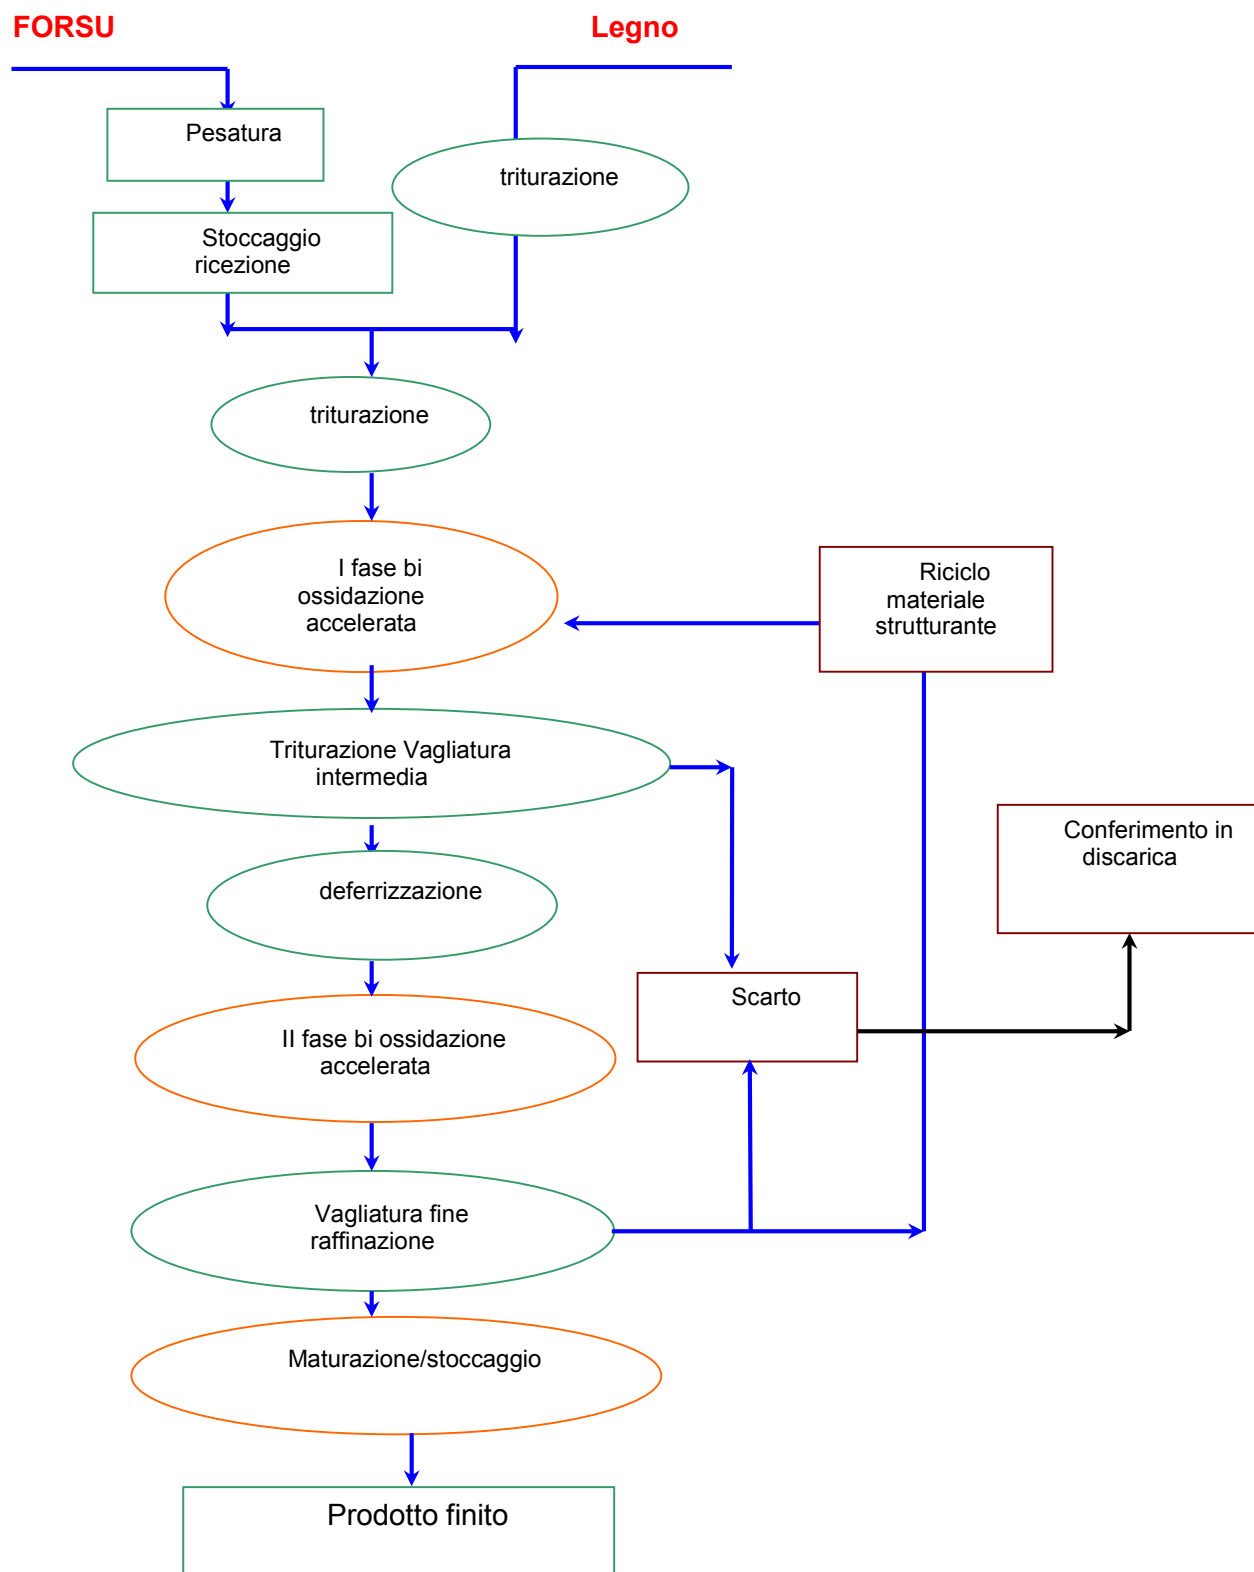 FORSU
Legno
Pesatura
triturazione
Stoccaggio
ricezione
triturazione
I fase bi
ossidazione
accelerata
Riciclo
materiale
strutturante
Triturazione Vagliatura
intermedia
Conferimento in
discarica
deferrizzazione
Scarto
II fase bi ossidazione
accelerata
Vagliatura fine
raffinazione
Maturazione/stoccaggio
Prodotto finito